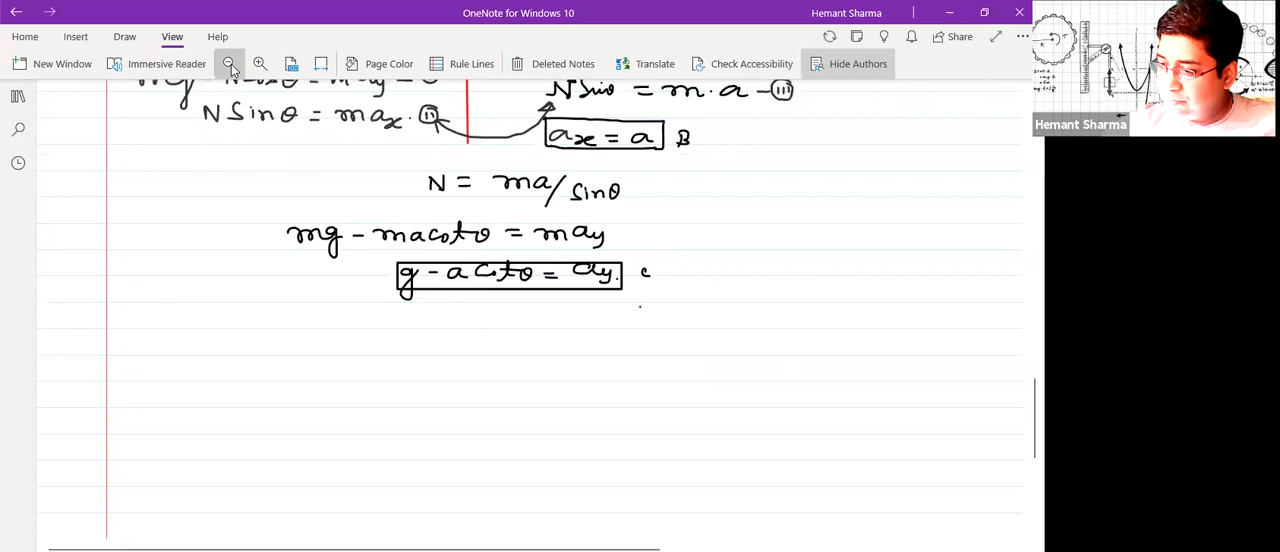 OneNote for Windows 10
Hemant Sharma
Home Insert Draw View Help
Share
New Window Immersive Reader Page Color Rule Lines Deleted Notes Translate Check Accessibility Hide Authors
Hemant Sharma
N Sinθ = m·a — (III)
N Sinθ = max. (II)
ax = a B
N = ma/sinθ
mg - macotθ = may
g - a Cotθ = ay. C